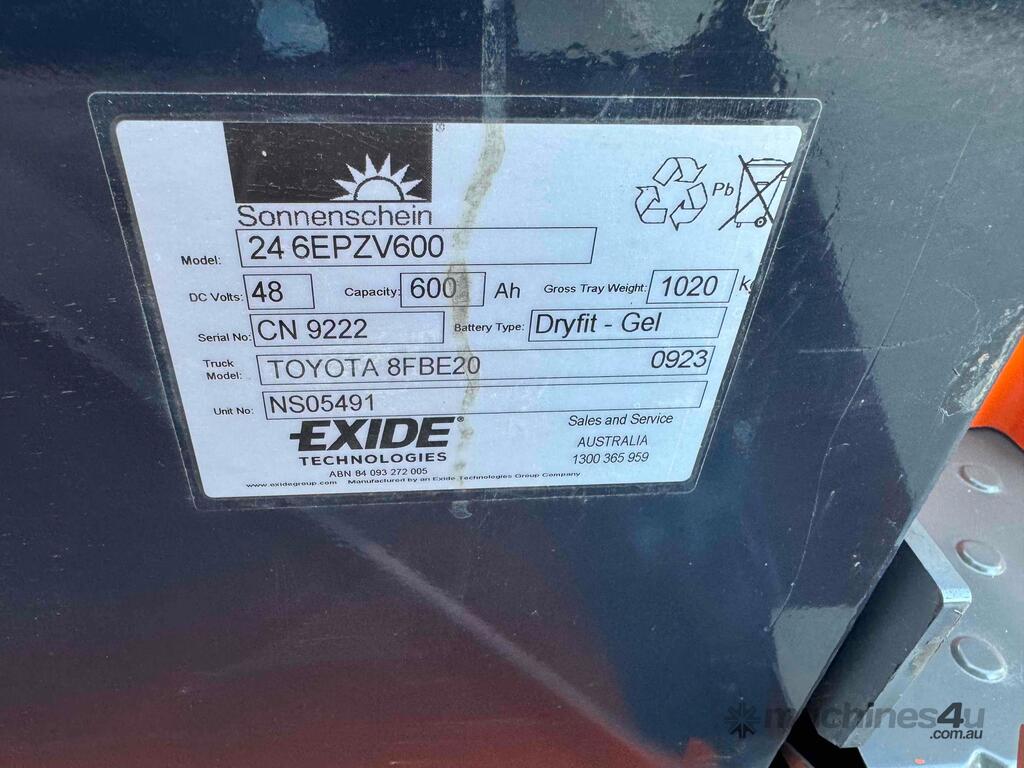 Sonnenschein ®
Pb
Model: 24 6EPZV600
DC Volts: 48 Capacity: 600 Ah Gross Tray Weight: 1020 kg
Serial No: CN 9222 Battery Type: Dryfit - Gel
Truck Model: TOYOTA 8FBE20 0923
Unit No: NS05491
EXIDE®
TECHNOLOGIES
ABN 84 093 272 005
Sales and Service
AUSTRALIA
1300 365 959
www.exidegroup.com Manufactured by an Exide Technologies Group Company
machines4u
.com.au